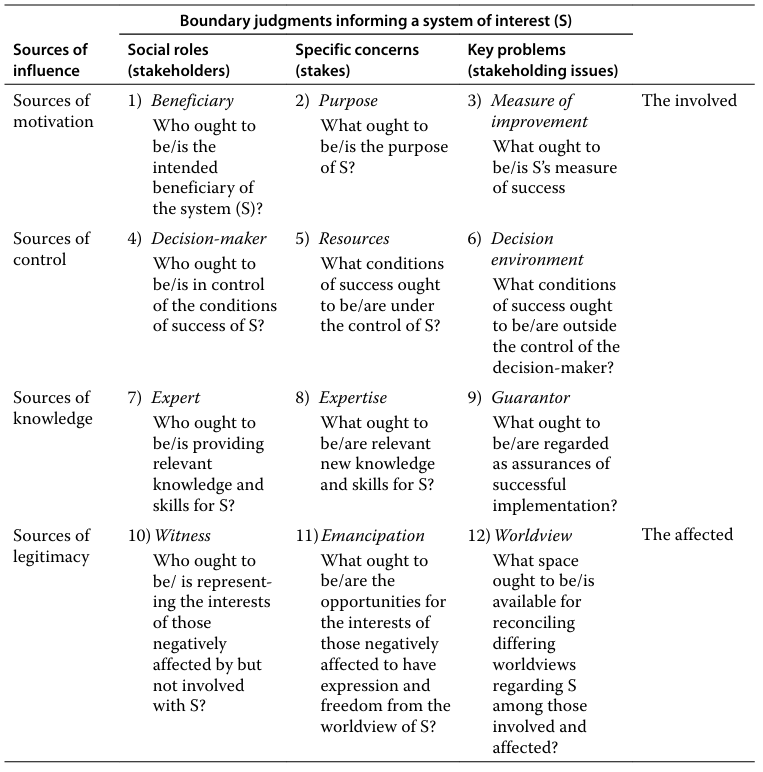 Boundary judgments informing a system of interest (S)
Sources of influence
Social roles (stakeholders)
Specific concerns (stakes)
Key problems (stakeholding issues)
Sources of motivation
1) Beneficiary
Who ought to
be/is the
intended
beneficiary of
the system (S)?
2) Purpose
What ought to
be/is the purpose
of S?
3) Measure of
improvement
What ought to
be/is S’s measure
of success
The involved
Sources of
control
4) Decision-maker
Who ought to
be/is in control
of the conditions
of success of S?
5) Resources
What conditions
of success ought
to be/are under
the control of S?
6) Decision
environment
What conditions
of success ought
to be/are outside
the control of the
decision-maker?
Sources of
knowledge
7) Expert
Who ought to
be/is providing
relevant
knowledge and
skills for S?
8) Expertise
What ought to
be/are relevant
new knowledge
and skills for S?
9) Guarantor
What ought to
be/are regarded
as assurances of
successful
implementation?
Sources of
legitimacy
10) Witness
Who ought to
be/ is represent-
ing the interests
of those
negatively
affected by but
not involved
with S?
11) Emancipation
What ought to
be/are the
opportunities for
the interests of
those negatively
affected to have
expression and
freedom from the
worldview of S?
12) Worldview
What space
ought to be/is
available for
reconciling
differing
worldviews
regarding S
among those
involved and
affected?
The affected